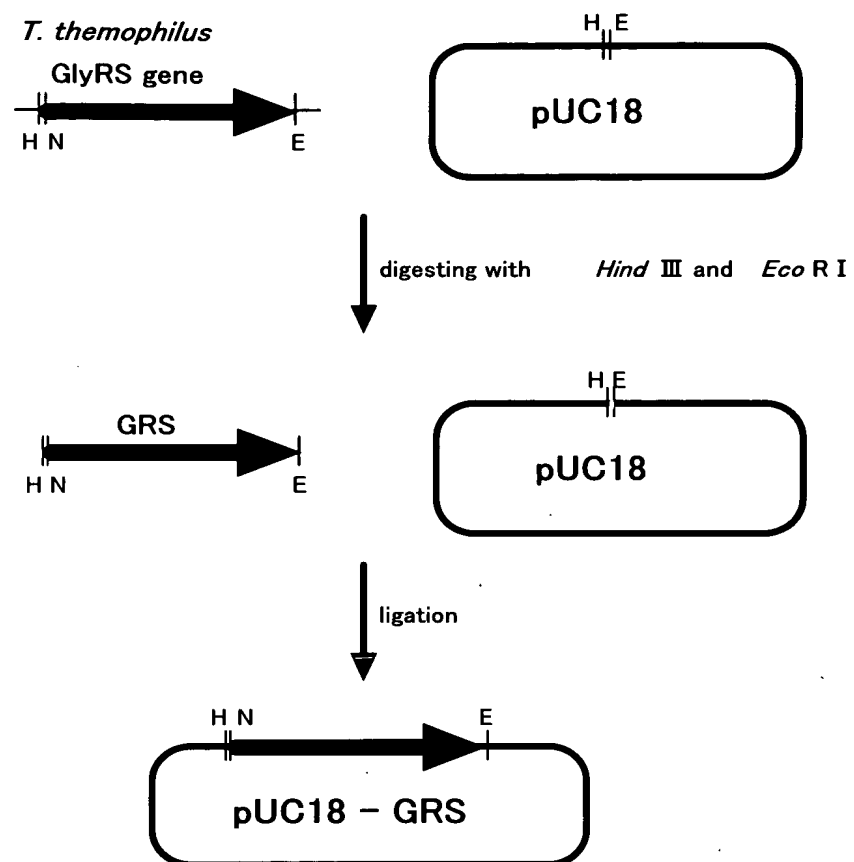 T. themophilus
GlyRS gene
H N
E
H E
pUC18
digesting with Hind III and Eco R I
GRS
H N
E
H E
pUC18
ligation
H N
E
pUC18 – GRS